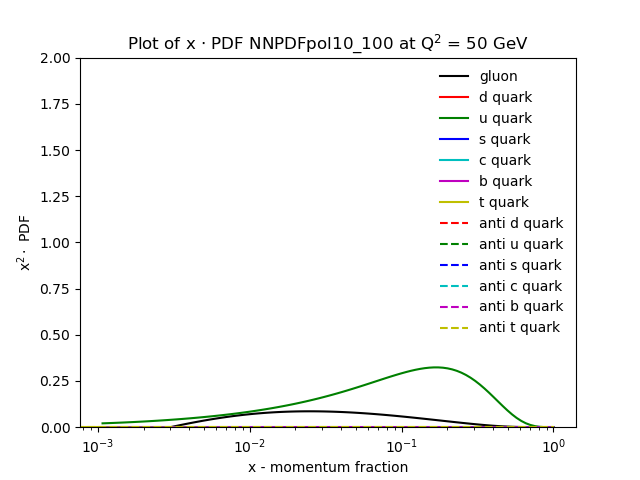 Plot of x · PDF NNPDFpol10_100 at Q² = 50 GeV
2.00
1.75
1.50
1.25
1.00
0.75
0.50
0.25
0.00
x² · PDF
gluon
d quark
u quark
s quark
c quark
b quark
t quark
anti d quark
anti u quark
anti s quark
anti c quark
anti b quark
anti t quark
10⁻³ 10⁻² 10⁻¹ 10⁰
x - momentum fraction